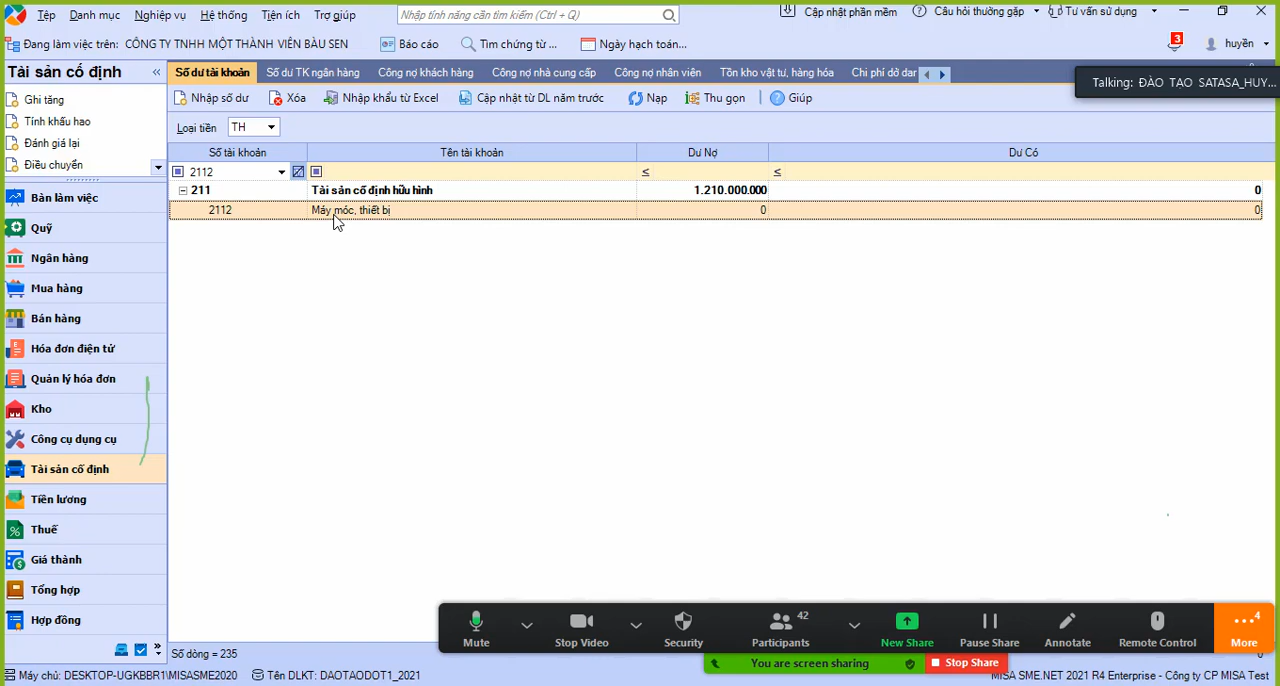 Tệp Danh mục Nghiệp vụ Hệ thống Tiện ích Trợ giúp Nhập tính năng cần tìm kiếm (Ctrl + Q) Cập nhật phần mềm Câu hỏi thường gặp Tư vấn sử dụng
Đang làm việc trên: CÔNG TY TNHH MỘT THÀNH VIÊN BÀU SEN Báo cáo Tìm chứng từ ... Ngày hạch toán... 3 huyền
Tài sản cố định «
Số dư tài khoản Số dư TK ngân hàng Công nợ khách hàng Công nợ nhà cung cấp Công nợ nhân viên Tồn kho vật tư, hàng hóa Chi phí dở dan
Talking: ĐÀO TẠO SATASA_HUY...
Ghi tăng
Tính khấu hao
Đánh giá lại
Điều chuyển
Nhập số dư Xóa Nhập khẩu từ Excel Cập nhật từ DL năm trước Nạp Thu gọn Giúp
Loại tiền TH
Số tài khoản Tên tài khoản Dư Nợ Dư Có
2112 ≤ ≤
211 Tài sản cố định hữu hình 1.210.000.000 0
2112 Máy móc, thiết bị 0 0
Bàn làm việc
Quỹ
Ngân hàng
Mua hàng
Bán hàng
Hóa đơn điện tử
Quản lý hóa đơn
Kho
Công cụ dụng cụ
Tài sản cố định
Tiền lương
Thuế
Giá thành
Tổng hợp
Hợp đồng
Số dòng = 235
Mute Stop Video Security 42 Participants New Share Pause Share Annotate Remote Control 4 More
You are screen sharing Stop Share
Máy chủ: DESKTOP-UGKBBR1\MISASME2020 Tên DLKT: DAOTAODOT1_2021 MISA SME.NET 2021 R4 Enterprise - Công ty CP MISA Test